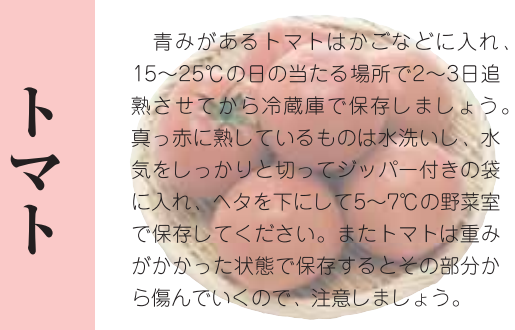 トマト
青みがあるトマトはかごなどに入れ、
15〜25℃の日の当たる場所で2〜3日追
熟させてから冷蔵庫で保存しましょう。
真っ赤に熟しているものは水洗いし、水
気をしっかりと切ってジッパー付きの袋
に入れ、ヘタを下にして5〜7℃の野菜室
で保存してください。またトマトは重み
がかかった状態で保存するとその部分か
ら傷んでいくので、注意しましょう。